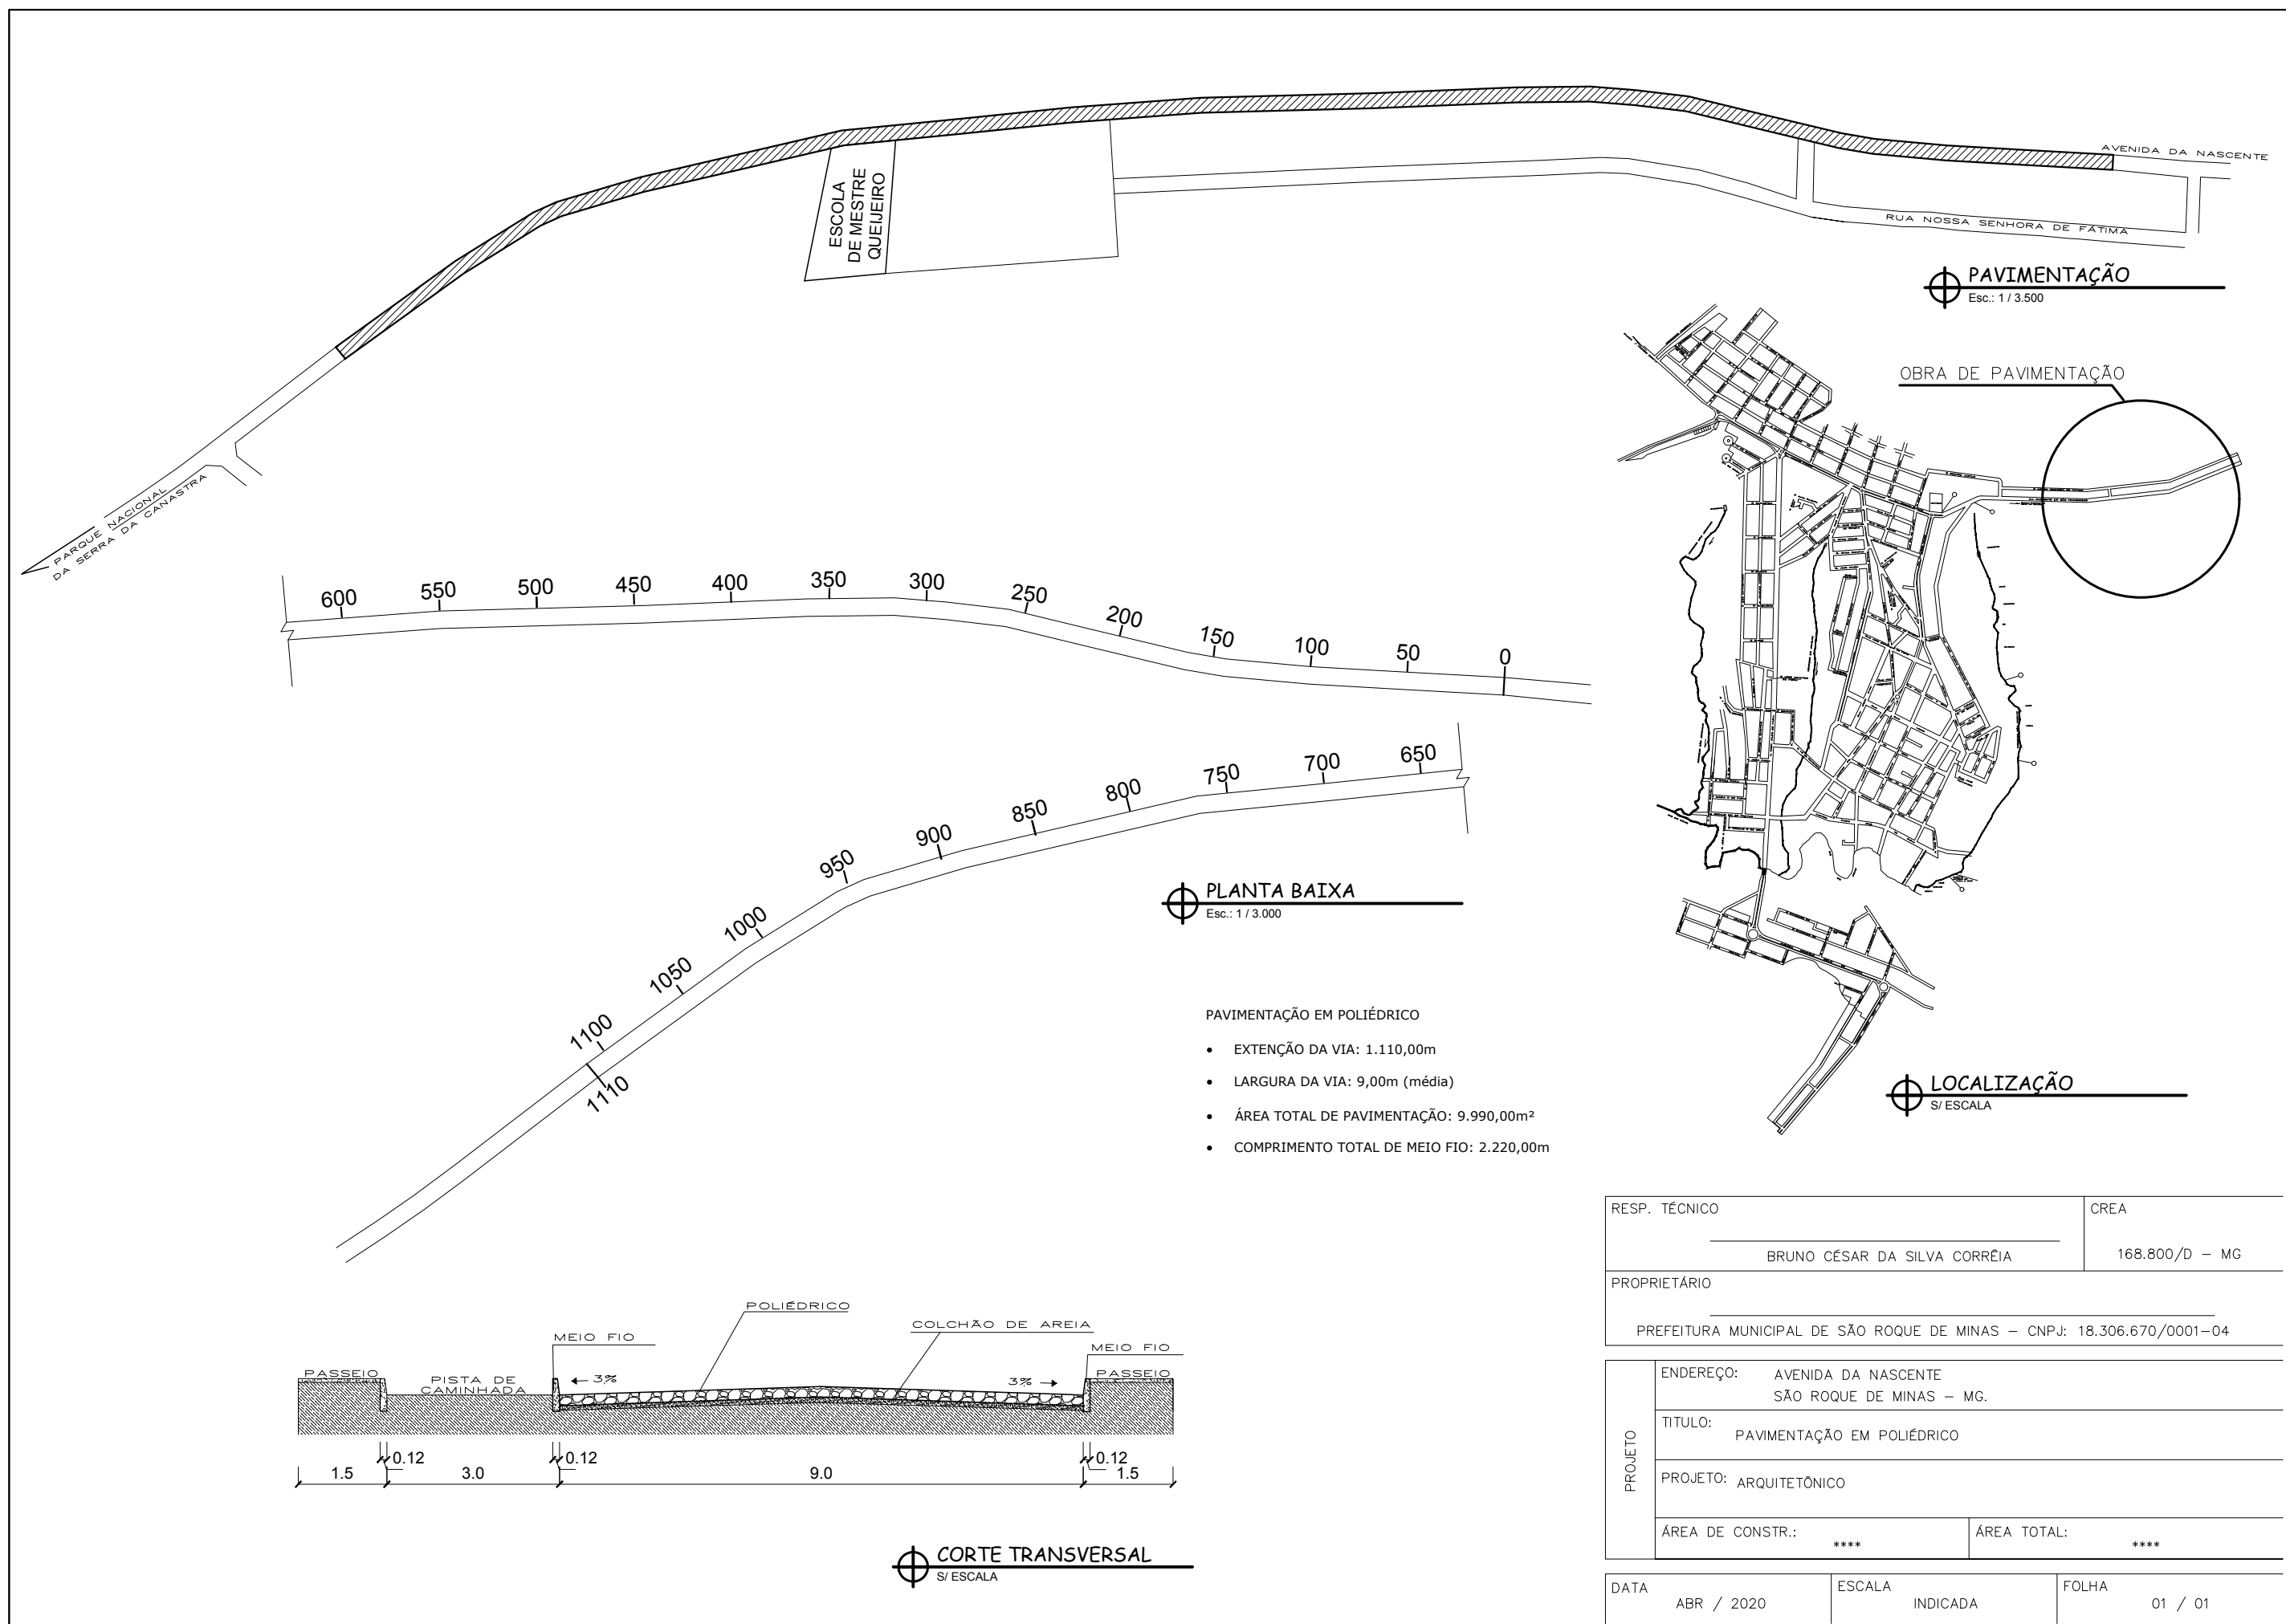 AVENIDA DA NASCENTE
ESCOLA
DE MESTRE
QUEIJEIRO
RUA NOSSA SENHORA DE FÁTIMA
PAVIMENTAÇÃO
Esc.: 1 / 3.500
OBRA DE PAVIMENTAÇÃO
PARQUE NACIONAL
DA SERRA DA CANASTRA
600 550 500 450 400 350 300 250 200 150 100 50 0
650
700
750
800
850
900
950
1000
1050
1100
1110
PLANTA BAIXA
Esc.: 1 / 3.000
PAVIMENTAÇÃO EM POLIÉDRICO
• EXTENÇÃO DA VIA: 1.110,00m
• LARGURA DA VIA: 9,00m (média)
• ÁREA TOTAL DE PAVIMENTAÇÃO: 9.990,00m²
• COMPRIMENTO TOTAL DE MEIO FIO: 2.220,00m
LOCALIZAÇÃO
S/ ESCALA
POLIÉDRICO
COLCHÃO DE AREIA
MEIO FIO
MEIO FIO
PASSEIO
PISTA DE
CAMINHADA
3%
3%
PASSEIO
0.12 0.12 0.12
1.5 3.0 9.0 1.5
CORTE TRANSVERSAL
S/ ESCALA
RESP. TÉCNICO
BRUNO CÉSAR DA SILVA CORRÊIA
CREA
168.800/D – MG
PROPRIETÁRIO
PREFEITURA MUNICIPAL DE SÃO ROQUE DE MINAS – CNPJ: 18.306.670/0001–04
PROJETO
ENDEREÇO: AVENIDA DA NASCENTE
SÃO ROQUE DE MINAS – MG.
TITULO: PAVIMENTAÇÃO EM POLIÉDRICO
PROJETO: ARQUITETÔNICO
ÁREA DE CONSTR.: ****
ÁREA TOTAL: ****
DATA
ABR / 2020
ESCALA
INDICADA
FOLHA
01 / 01